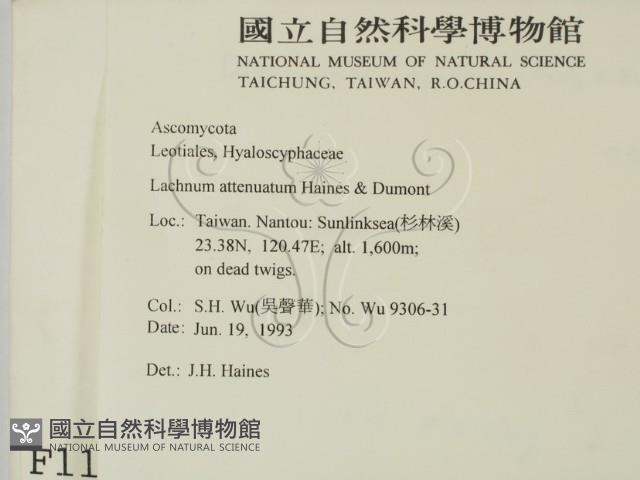 國立自然科學博物館
NATIONAL MUSEUM OF NATURAL SCIENCE
TAICHUNG, TAIWAN, R.O.CHINA
Ascomycota
Leotiales, Hyaloscyphaceae
Lachnum attenuatum Haines & Dumont
Loc.: Taiwan. Nantou: Sunlinksea(杉林溪)
23.38N, 120.47E; alt. 1,600m;
on dead twigs.
Col.: S.H. Wu(吳聲華); No. Wu 9306-31
Date: Jun. 19, 1993
Det.: J.H. Haines
國立自然科學博物館
NATIONAL MUSEUM OF NATURAL SCIENCE
F11